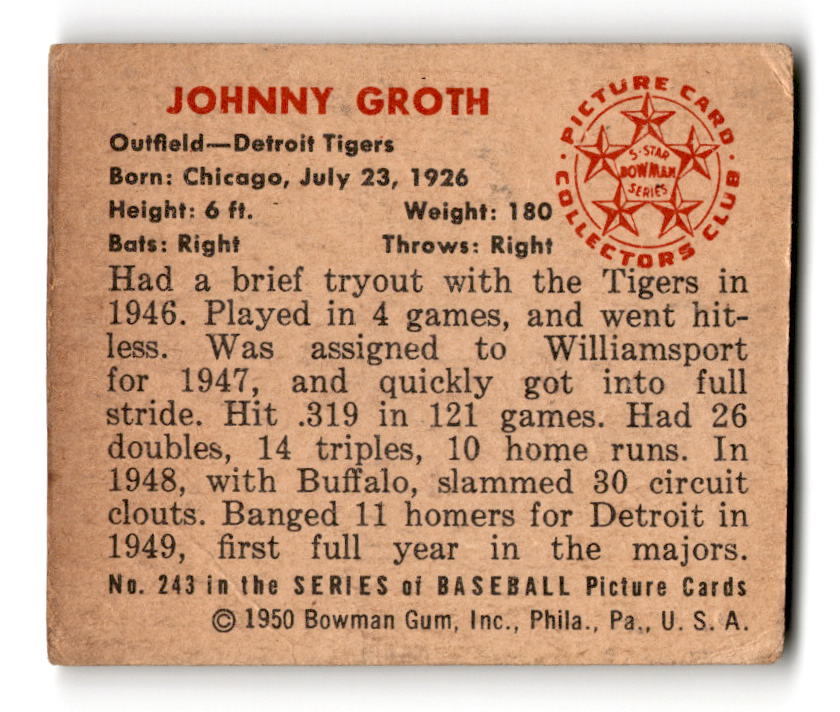 JOHNNY GROTH
Outfield—Detroit Tigers
Born: Chicago, July 23, 1926
Height: 6 ft. Weight: 180
Bats: Right Throws: Right
PICTURE CARD
COLLECTORS CLUB
5-STAR
BOWMAN
SERIES
Had a brief tryout with the Tigers in
1946. Played in 4 games, and went hit-
less. Was assigned to Williamsport
for 1947, and quickly got into full
stride. Hit .319 in 121 games. Had 26
doubles, 14 triples, 10 home runs. In
1948, with Buffalo, slammed 30 circuit
clouts. Banged 11 homers for Detroit in
1949, first full year in the majors.
No. 243 in the SERIES of BASEBALL Picture Cards
© 1950 Bowman Gum, Inc., Phila., Pa., U. S. A.